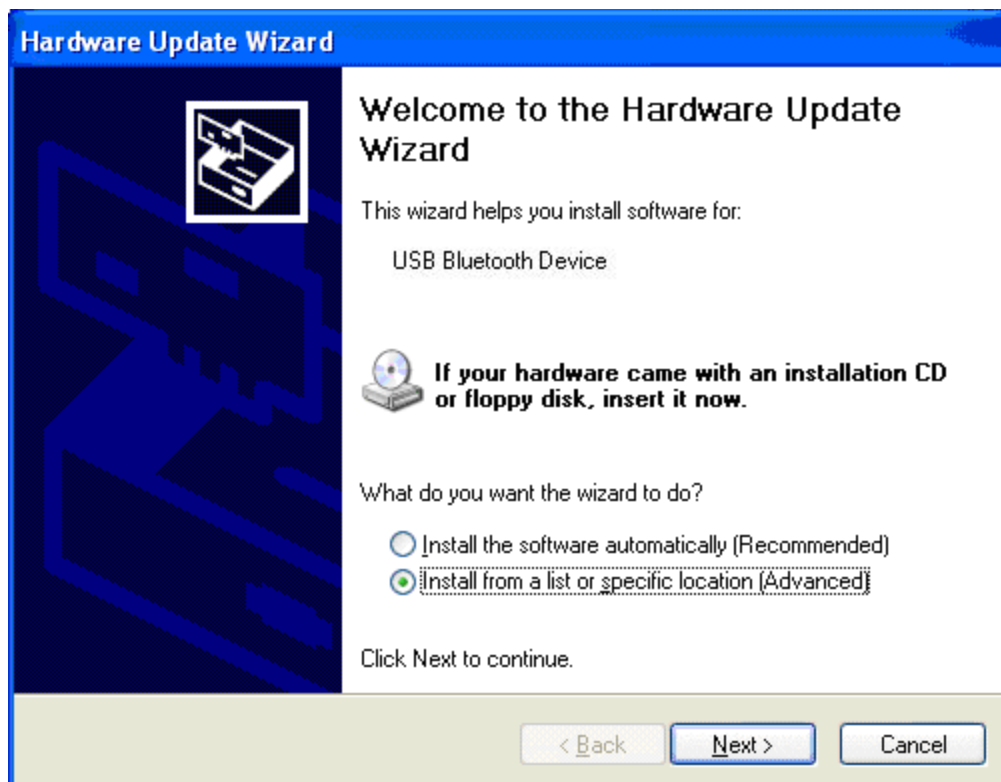 Hardware Update Wizard
Welcome to the Hardware Update
Wizard
This wizard helps you install software for:
USB Bluetooth Device
If your hardware came with an installation CD
or floppy disk, insert it now.
What do you want the wizard to do?
Install the software automatically (Recommended)
Install from a list or specific location (Advanced)
Click Next to continue.
< Back
Next >
Cancel